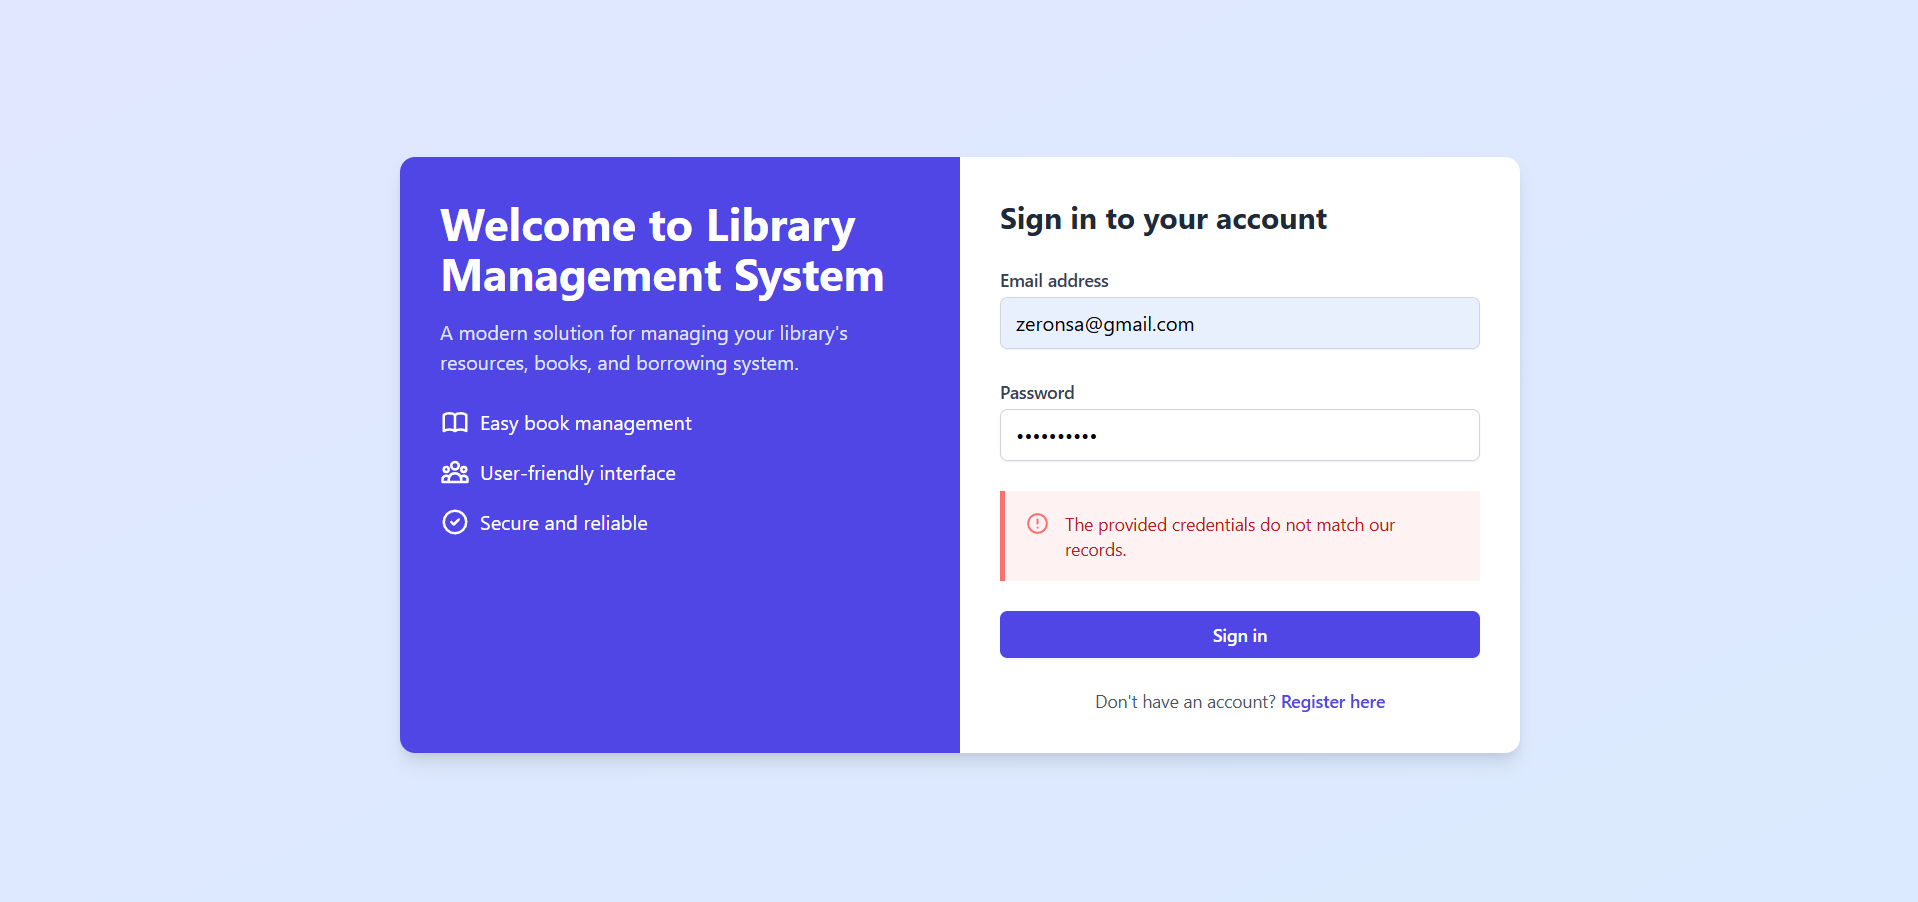 Welcome to Library
Management System
A modern solution for managing your library's
resources, books, and borrowing system.
Easy book management
User-friendly interface
Secure and reliable
Sign in to your account
Email address
zeronsa@gmail.com
Password
••••••••••
The provided credentials do not match our
records.
Sign in
Don't have an account? Register here